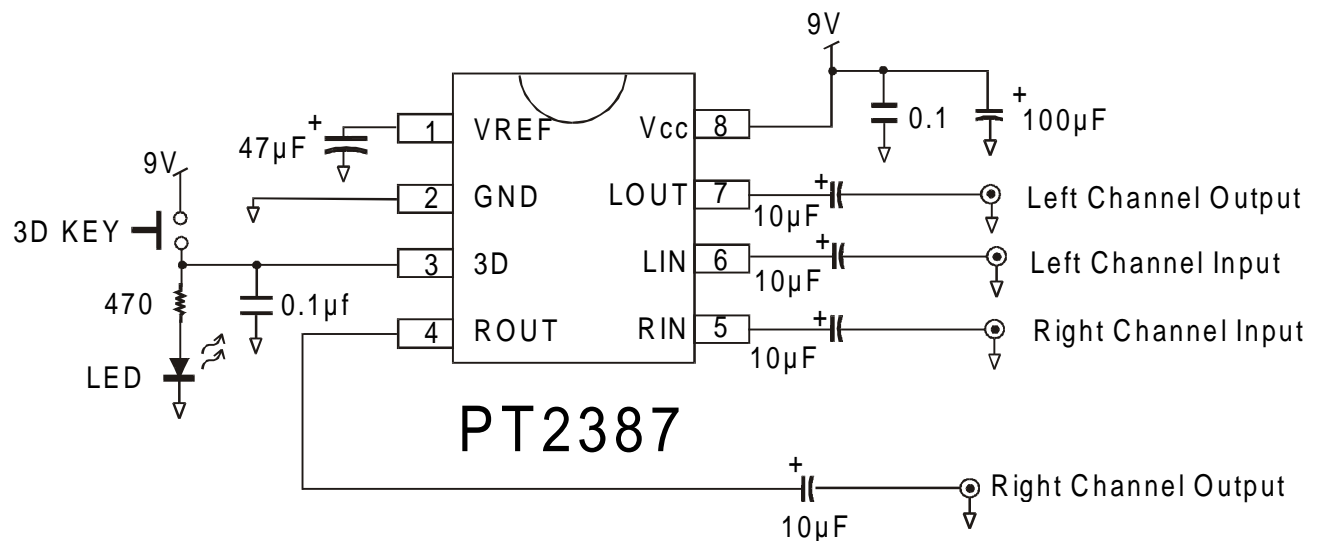 9V
47µF
1
VREF
Vcc
8
0.1
100µF
9V
2
GND
LOUT
7
10µF
Left Channel Output
3D KEY
3
3D
LIN
6
10µF
Left Channel Input
470
0.1µf
4
ROUT
RIN
5
10µF
Right Channel Input
LED
PT2387
10µF
Right Channel Output
+
+
+
+
+
+